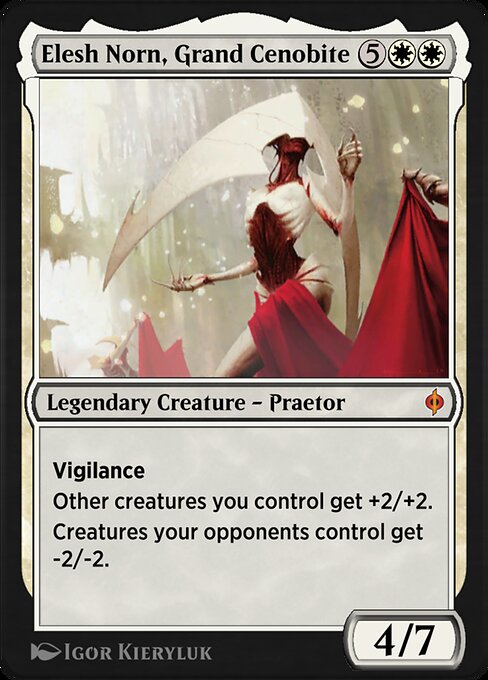 Elesh Norn, Grand Cenobite 5
Legendary Creature – Praetor
Vigilance
Other creatures you control get +2/+2.
Creatures your opponents control get
-2/-2.
4/7
Igor Kieryluk